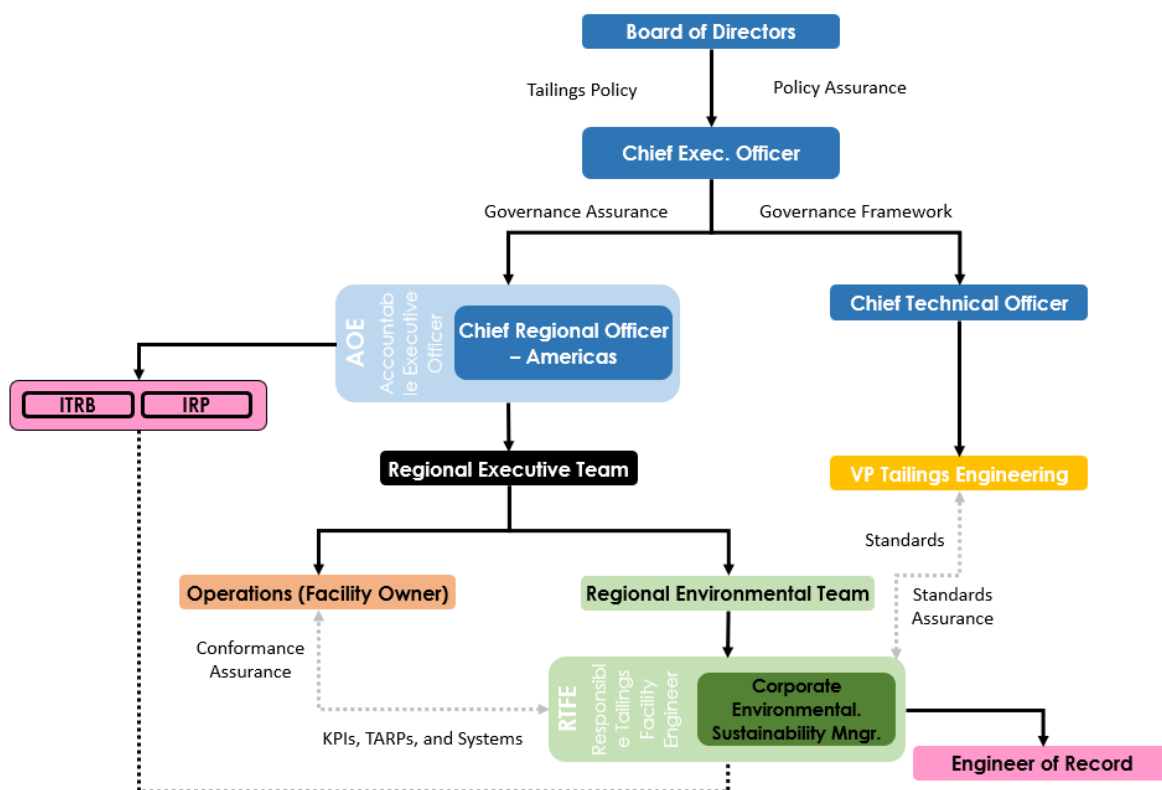 Board of Directors
Tailings Policy
Policy Assurance
Chief Exec. Officer
Governance Assurance
Governance Framework
AOE
Accountab
le Executive
Officer
Chief Regional Officer
– Americas
Chief Technical Officer
ITRB
IRP
Regional Executive Team
VP Tailings Engineering
Standards
Operations (Facility Owner)
Regional Environmental Team
Standards
Assurance
Conformance
Assurance
RTFE
Responsibl
e Tailings
Facility
Engineer
Corporate
Environmental.
Sustainability Mngr.
KPIs, TARPs, and Systems
Engineer of Record